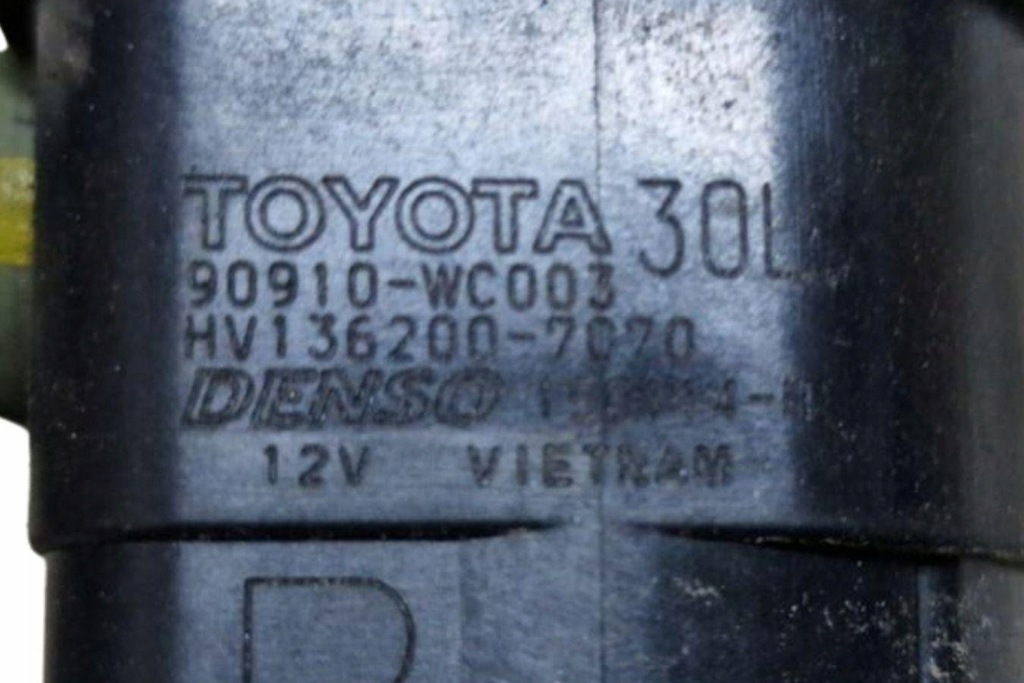 TOYOTA 30L
90910-WC003
HV136200-7070
DENSO
12V VIETNAM